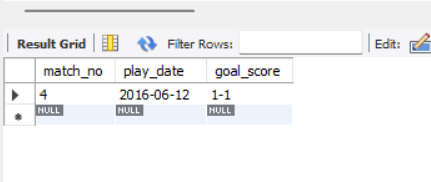 Result Grid Filter Rows: Edit:
match_no play_date goal_score
4 2016-06-12 1-1
NULL NULL NULL